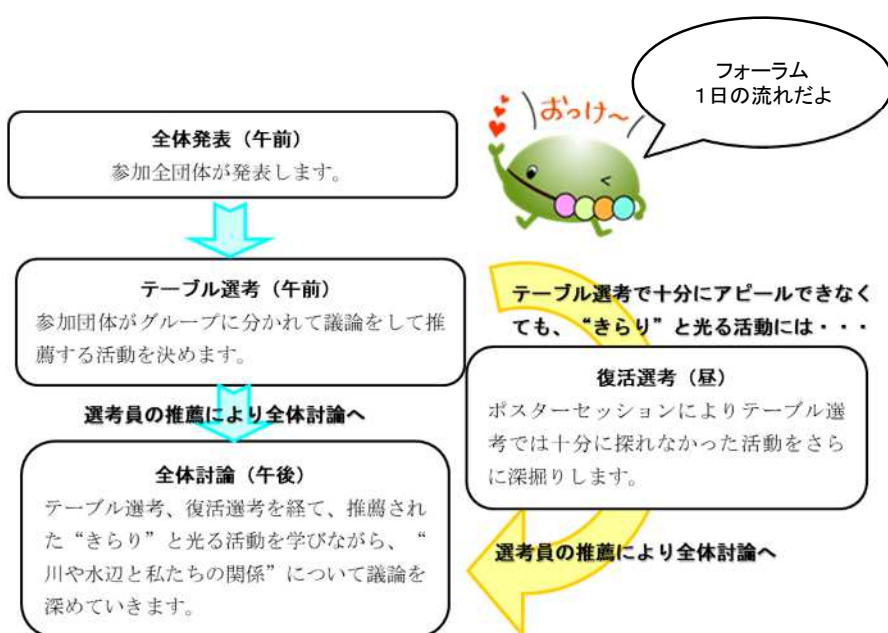 フォーラム
1日の流れだよ
おっけ～
全体発表（午前）
参加全団体が発表します。
テーブル選考（午前）
参加団体がグループに分かれて議論をして推
薦する活動を決めます。
選考員の推薦により全体討論へ
テーブル選考で十分にアピールできなく
ても、“きらり”と光る活動には・・・
復活選考（昼）
ポスターセッションによりテーブル選
考では十分に探れなかった活動をさら
に深掘りします。
選考員の推薦により全体討論へ
全体討論（午後）
テーブル選考、復活選考を経て、推薦され
た“きらり”と光る活動を学びながら、“
川や水辺と私たちの関係”について議論を
深めていきます。